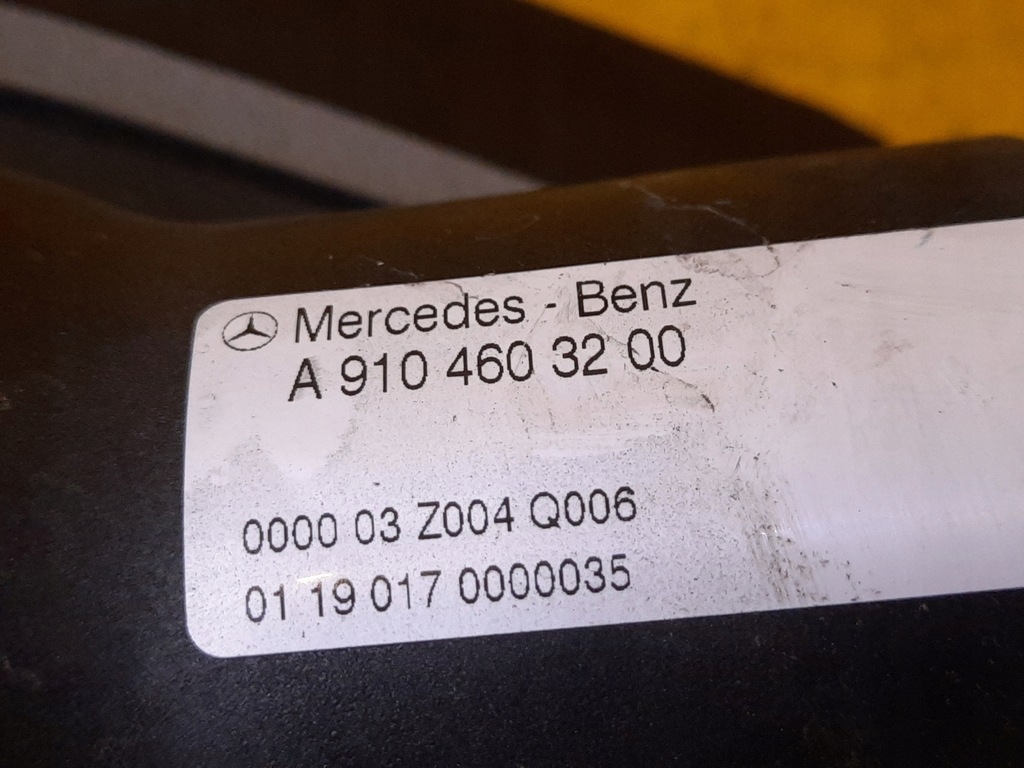 Mercedes - Benz
A 910 460 32 00
0000 03 Z004 Q006
01 19 017 0000035